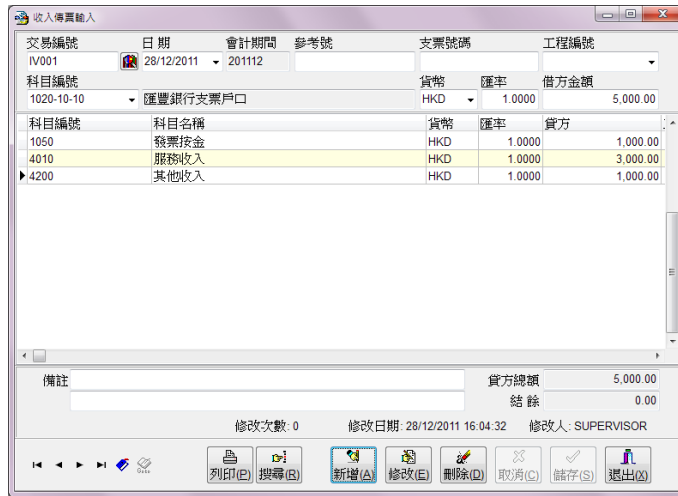 收入傳票輸入
交易編號 日期 會計期間 參考號 支票號碼 工程編號
IV001 28/12/2011 201112
科目編號 貨幣 匯率 借方金額
1020-10-10 匯豐銀行支票戶口 HKD 1.0000 5,000.00
科目編號 科目名稱 貨幣 匯率 貸方
1050 發票按金 HKD 1.0000 1,000.00
4010 服務收入 HKD 1.0000 3,000.00
4200 其他收入 HKD 1.0000 1,000.00
備註 貸方總額 5,000.00
結餘 0.00
修改次數: 0 修改日期: 28/12/2011 16:04:32 修改人: SUPERVISOR
列印(P) 搜尋(R) 新增(A) 修改(E) 刪除(D) 取消(C) 儲存(S) 退出(X)